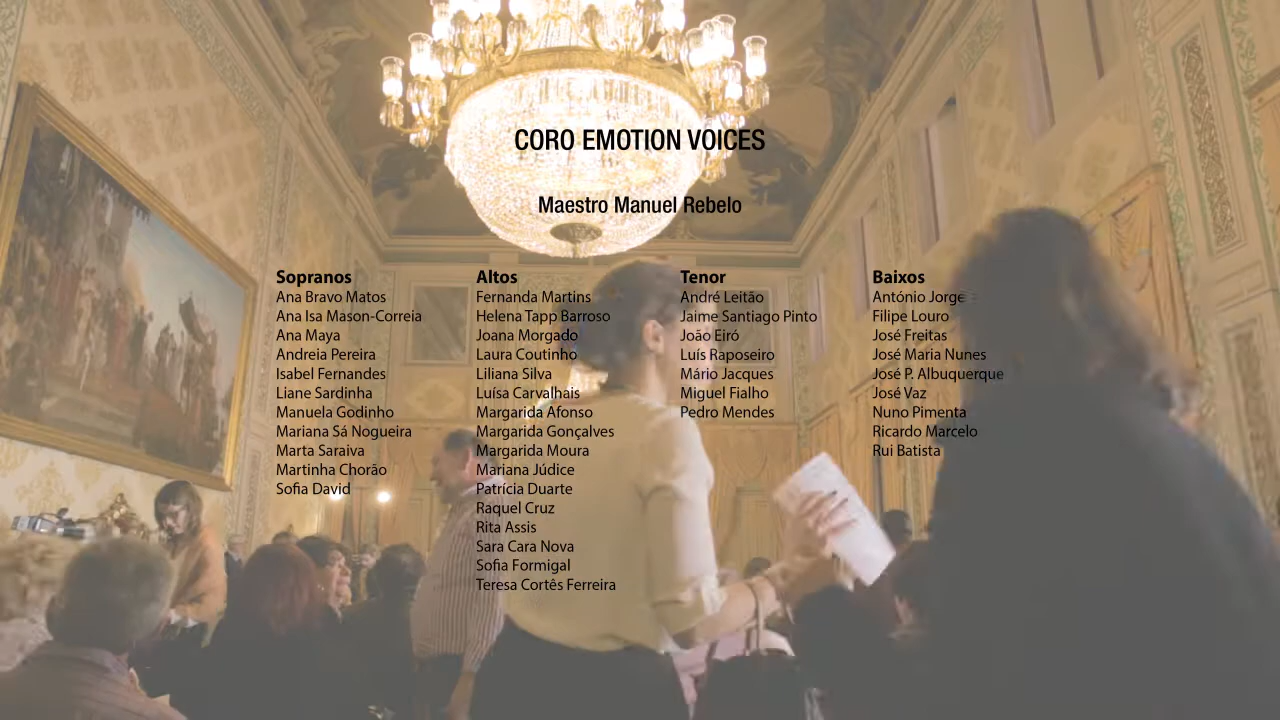 CORO EMOTION VOICES
Maestro Manuel Rebelo
Sopranos
Ana Bravo Matos
Ana Isa Mason-Correia
Ana Maya
Andreia Pereira
Isabel Fernandes
Liane Sardinha
Manuela Godinho
Mariana Sá Nogueira
Marta Saraiva
Martinha Chorão
Sofia David
Altos
Fernanda Martins
Helena Tapp Barroso
Joana Morgado
Laura Coutinho
Liliana Silva
Luísa Carvalhais
Margarida Afonso
Margarida Gonçalves
Margarida Moura
Mariana Júdice
Patrícia Duarte
Raquel Cruz
Rita Assis
Sara Cara Nova
Sofia Formigal
Teresa Cortês Ferreira
Tenor
André Leitão
Jaime Santiago Pinto
João Eiró
Luís Raposeiro
Mário Jacques
Miguel Fialho
Pedro Mendes
Baixos
António Jorge
Filipe Louro
José Freitas
José Maria Nunes
José P. Albuquerque
José Vaz
Nuno Pimenta
Ricardo Marcelo
Rui Batista